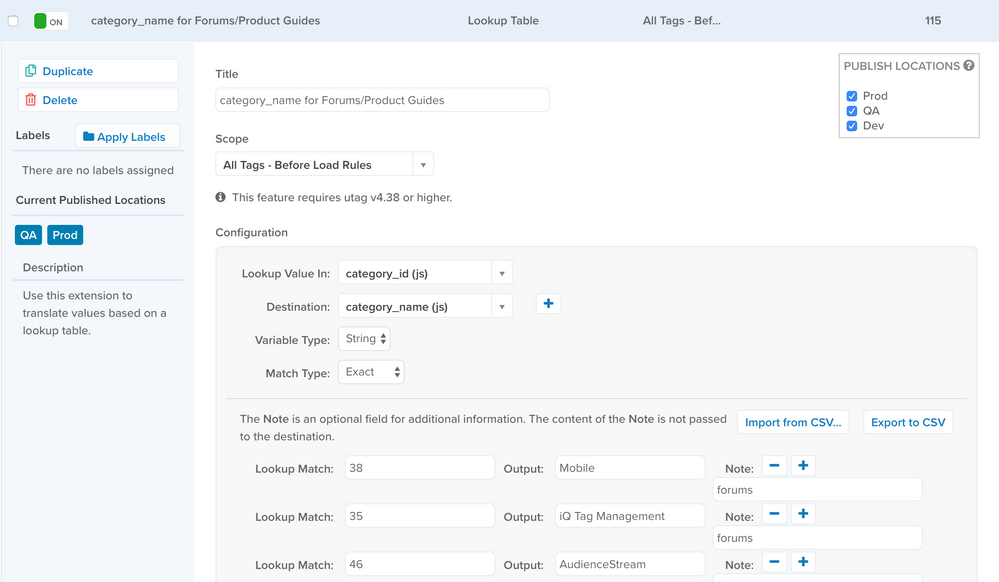 ON category_name for Forums/Product Guides Lookup Table All Tags - Bef... 115
Duplicate
Delete
Labels Apply Labels
There are no labels assigned
Current Published Locations
QA Prod
Description
Use this extension to
translate values based on a
lookup table.
Title
category_name for Forums/Product Guides
Scope
All Tags - Before Load Rules
This feature requires utag v4.38 or higher.
PUBLISH LOCATIONS
Prod
QA
Dev
Configuration
Lookup Value In: category_id (js)
Destination: category_name (js)
Variable Type: String
Match Type: Exact
The Note is an optional field for additional information. The content of the Note is not passed
to the destination.
Import from CSV... Export to CSV
Lookup Match: 38 Output: Mobile Note:
forums
Lookup Match: 35 Output: iQ Tag Management Note:
forums
Lookup Match: 46 Output: AudienceStream Note: